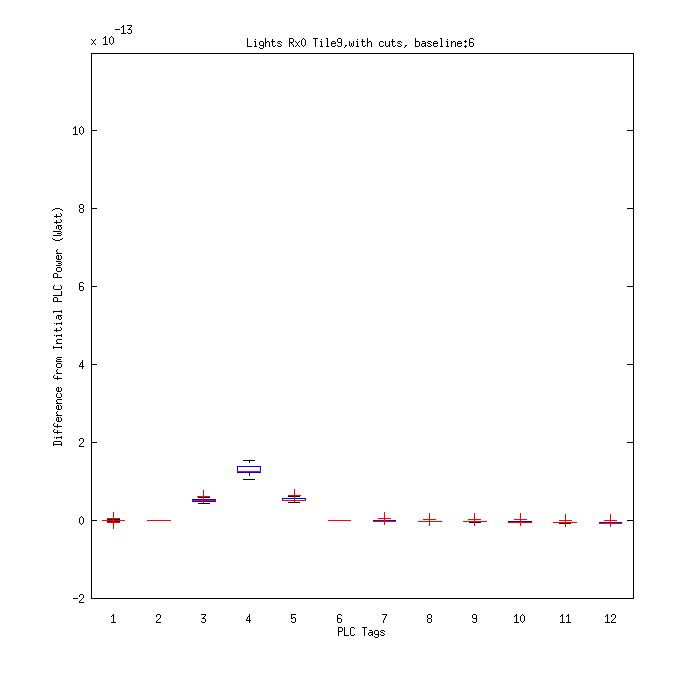 x 10-13
Lights Rx0 Tile9,with cuts, baseline:6
10
8
6
4
2
0
-2
Difference from Initial PLC Power (Watt)
1 2 3 4 5 6 7 8 9 10 11 12
PLC Tags